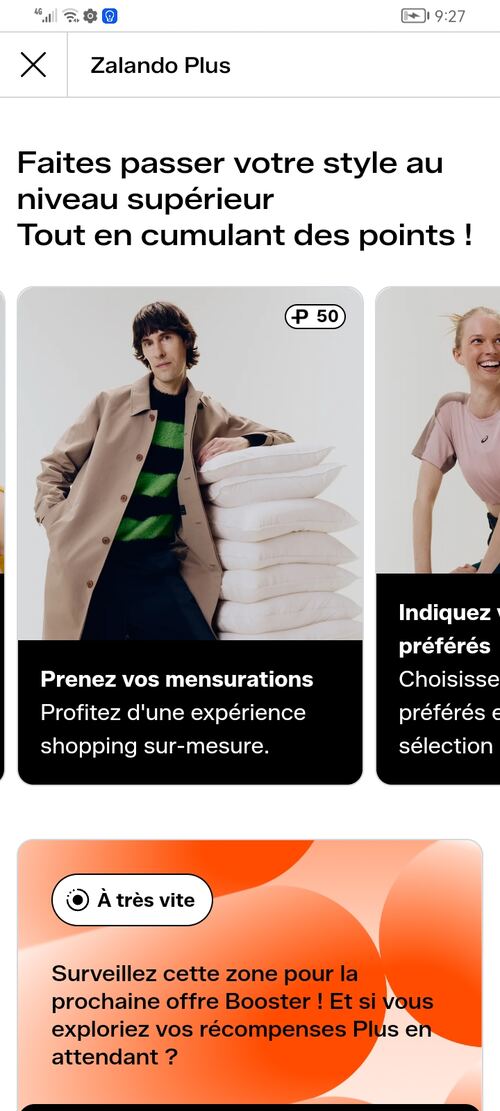 4G
9:27
Zalando Plus
Faites passer votre style au
niveau supérieur
Tout en cumulant des points !
P 50
Prenez vos mensurations
Profitez d'une expérience
shopping sur-mesure.
Indiquez
préférés
Choisisse
préférés e
sélection
À très vite
Surveillez cette zone pour la
prochaine offre Booster ! Et si vous
exploriez vos récompenses Plus en
attendant ?